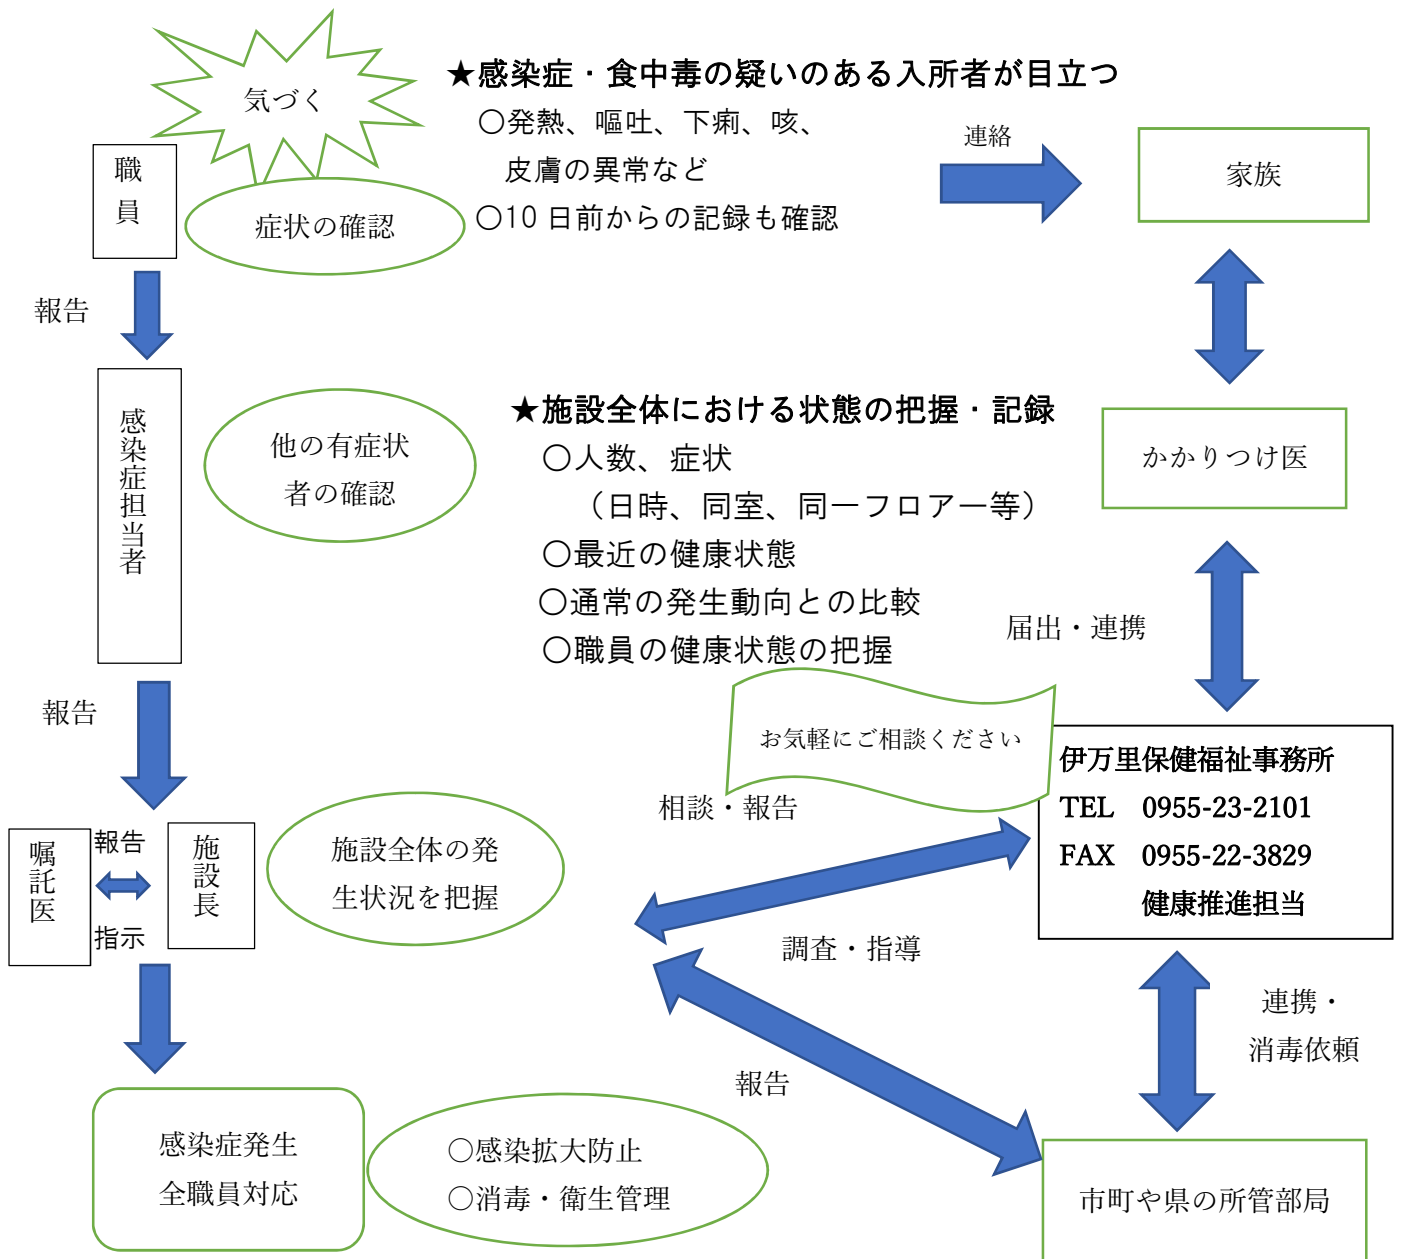 気づく
★感染症・食中毒の疑いのある入所者が目立つ
○発熱、嘔吐、下痢、咳、
皮膚の異常など
○10日前からの記録も確認
職員
症状の確認
連絡
家族
報告
感染症担当者
他の有症状
者の確認
★施設全体における状態の把握・記録
○人数、症状
（日時、同室、同一フロアー等）
○最近の健康状態
○通常の発生動向との比較
○職員の健康状態の把握
かかりつけ医
届出・連携
報告
お気軽にご相談ください
伊万里保健福祉事務所
TEL 0955-23-2101
FAX 0955-22-3829
健康推進担当
相談・報告
調査・指導
嘱託医
報告
指示
施設長
施設全体の発
生状況を把握
連携・
消毒依頼
報告
感染症発生
全職員対応
○感染拡大防止
○消毒・衛生管理
市町や県の所管部局